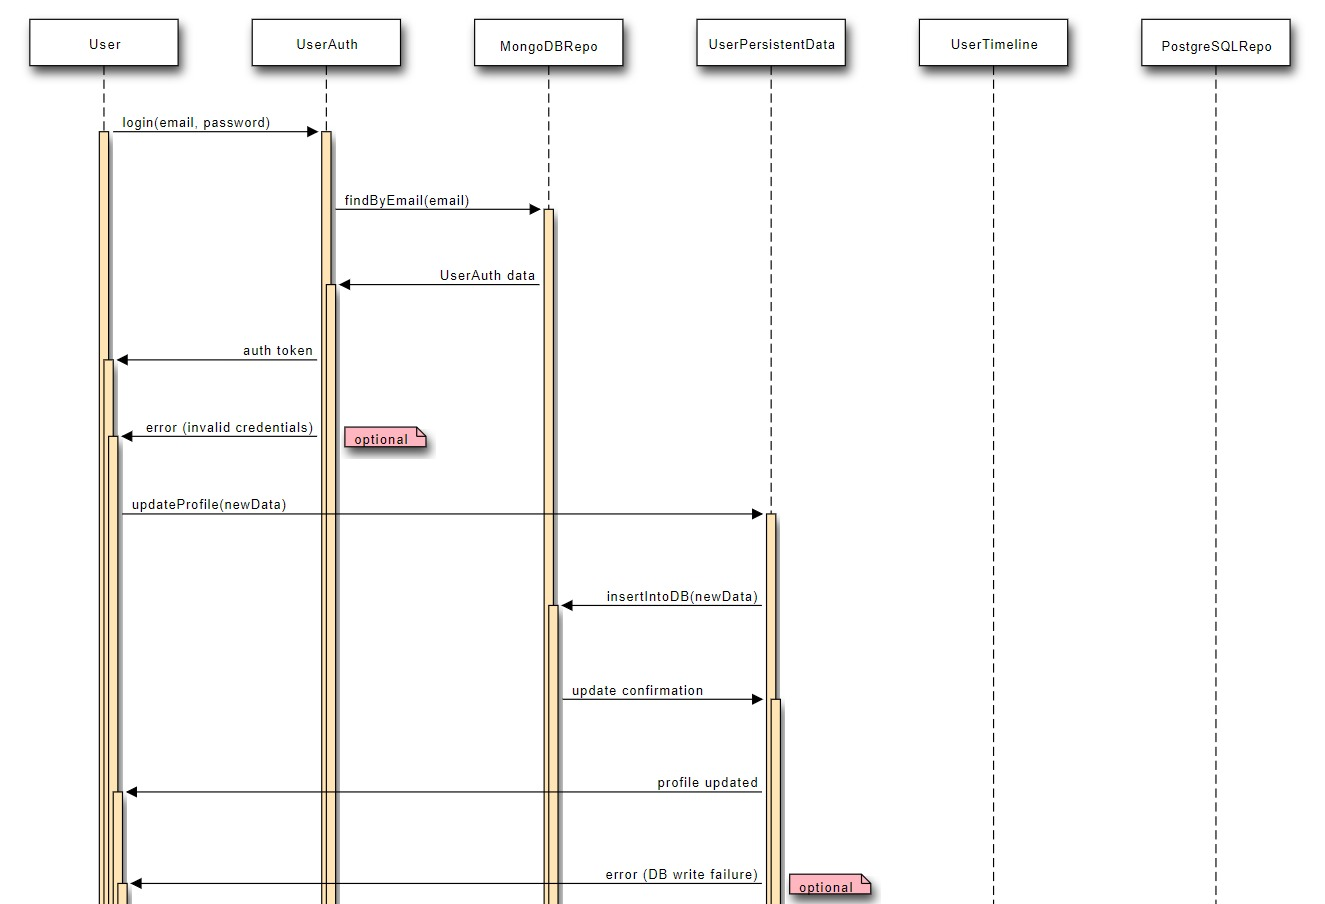 User
UserAuth
MongoDBRepo
UserPersistentData
UserTimeline
PostgreSQLRepo
login(email, password)
findByEmail(email)
UserAuth data
auth token
error (invalid credentials)
optional
updateProfile(newData)
insertIntoDB(newData)
update confirmation
profile updated
error (DB write failure)
optional